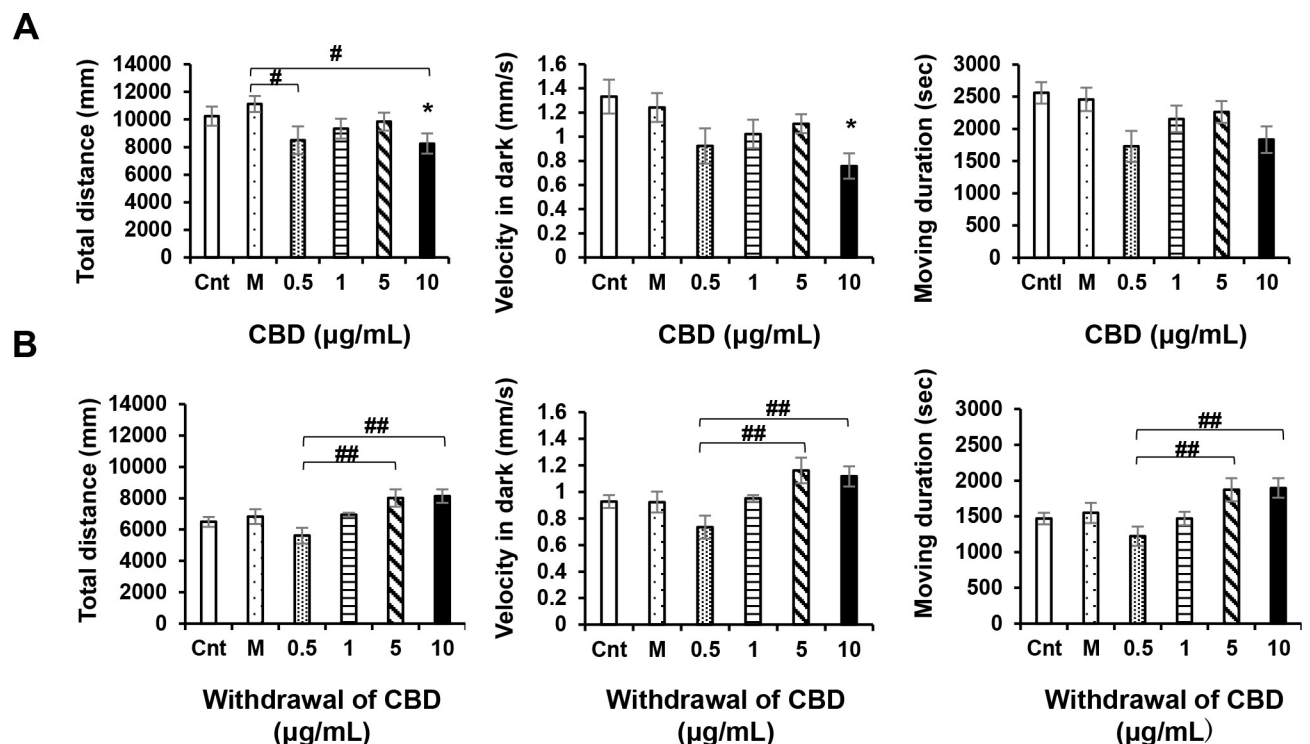 A
Total distance (mm)
14000
12000
10000
8000
6000
4000
2000
0
#
#
*
Cnt M 0.5 1 5 10
CBD (µg/mL)
Velocity in dark (mm/s)
1.6
1.4
1.2
1
0.8
0.6
0.4
0.2
0
*
Cnt M 0.5 1 5 10
CBD (µg/mL)
Moving duration (sec)
3000
2500
2000
1500
1000
500
0
Cntl M 0.5 1 5 10
CBD (µg/mL)
B
Total distance (mm)
14000
12000
10000
8000
6000
4000
2000
0
##
##
Cnt M 0.5 1 5 10
Withdrawal of CBD
(µg/mL)
Velocity in dark (mm/s)
1.6
1.4
1.2
1
0.8
0.6
0.4
0.2
0
##
##
Cnt M 0.5 1 5 10
Withdrawal of CBD
(µg/mL)
Moving duration (sec)
3000
2500
2000
1500
1000
500
0
##
##
Cnt M 0.5 1 5 10
Withdrawal of CBD
(µg/mL）